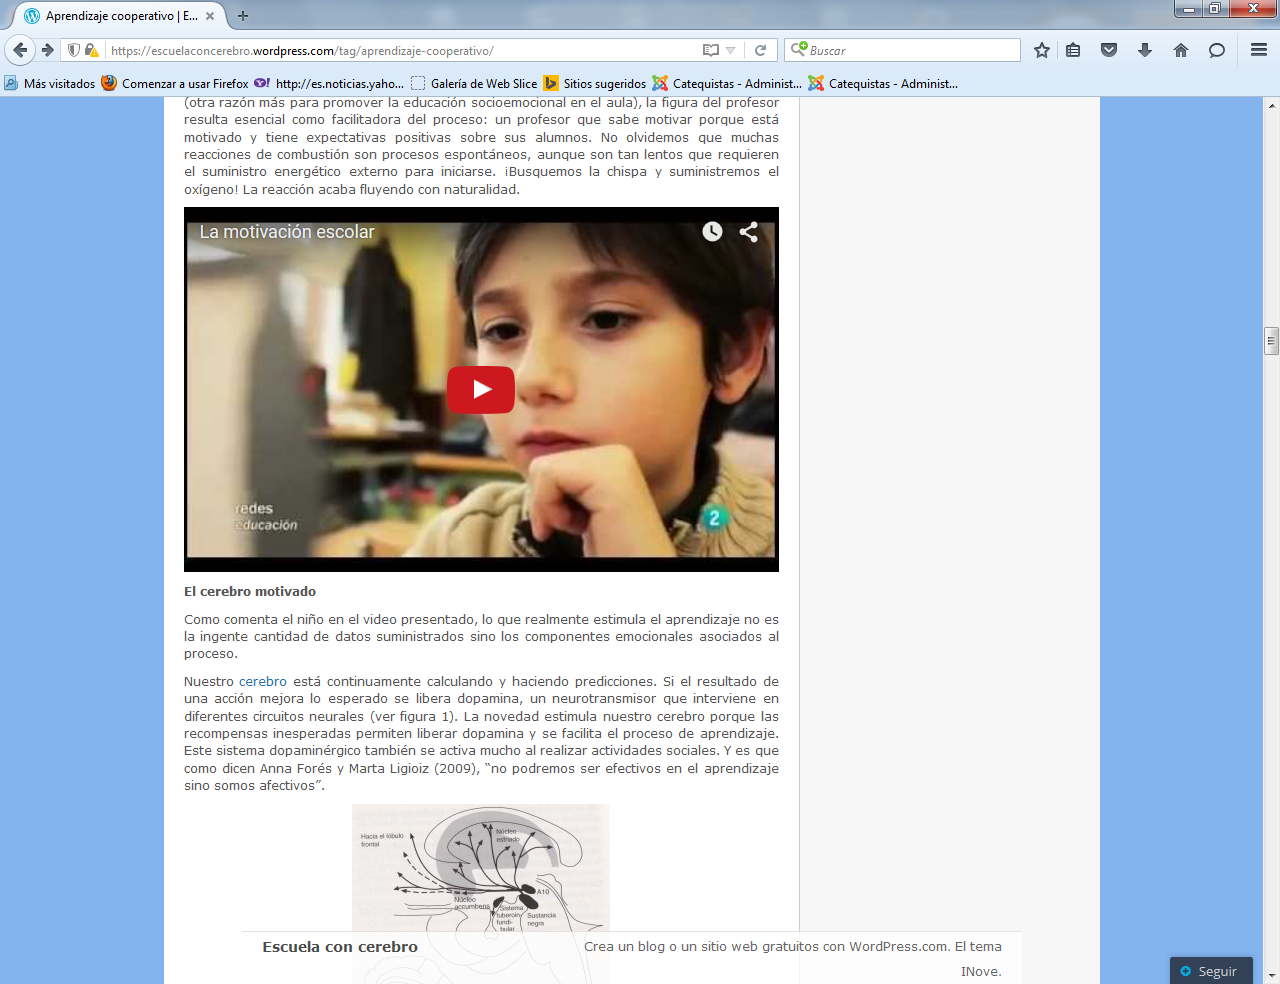 Aprendizaje cooperativo | E...
https://escuelaconcerebro.wordpress.com/tag/aprendizaje-cooperativo/
Buscar
Más visitados
Comenzar a usar Firefox
http://es.noticias.yaho...
Galería de Web Slice
Sitios sugeridos
Catequistas - Administ...
Catequistas - Administ...
(otra razón más para promover la educación socioemocional en el aula), la figura del profesor
resulta esencial como facilitadora del proceso: un profesor que sabe motivar porque está
motivado y tiene expectativas positivas sobre sus alumnos. No olvidemos que muchas
reacciones de combustión son procesos espontáneos, aunque son tan lentos que requieren
el suministro energético externo para iniciarse. ¡Busquemos la chispa y suministremos el
oxígeno! La reacción acaba fluyendo con naturalidad.
La motivación escolar
redes
educación
2
El cerebro motivado
Como comenta el niño en el video presentado, lo que realmente estimula el aprendizaje no es
la ingente cantidad de datos suministrados sino los componentes emocionales asociados al
proceso.
Nuestro cerebro está continuamente calculando y haciendo predicciones. Si el resultado de
una acción mejora lo esperado se libera dopamina, un neurotransmisor que interviene en
diferentes circuitos neurales (ver figura 1). La novedad estimula nuestro cerebro porque las
recompensas inesperadas permiten liberar dopamina y se facilita el proceso de aprendizaje.
Este sistema dopaminérgico también se activa mucho al realizar actividades sociales. Y es que
como dicen Anna Forés y Marta Ligioiz (2009), “no podremos ser efectivos en el aprendizaje
sino somos afectivos”.
Hacia el lóbulo
frontal
Núcleo
estriado
A10
Núcleo
accumbens
Sistema
tuberoin-
fundi-
bular
Sustancia
negra
Escuela con cerebro
Crea un blog o un sitio web gratuitos con WordPress.com. El tema
INove.
Seguir